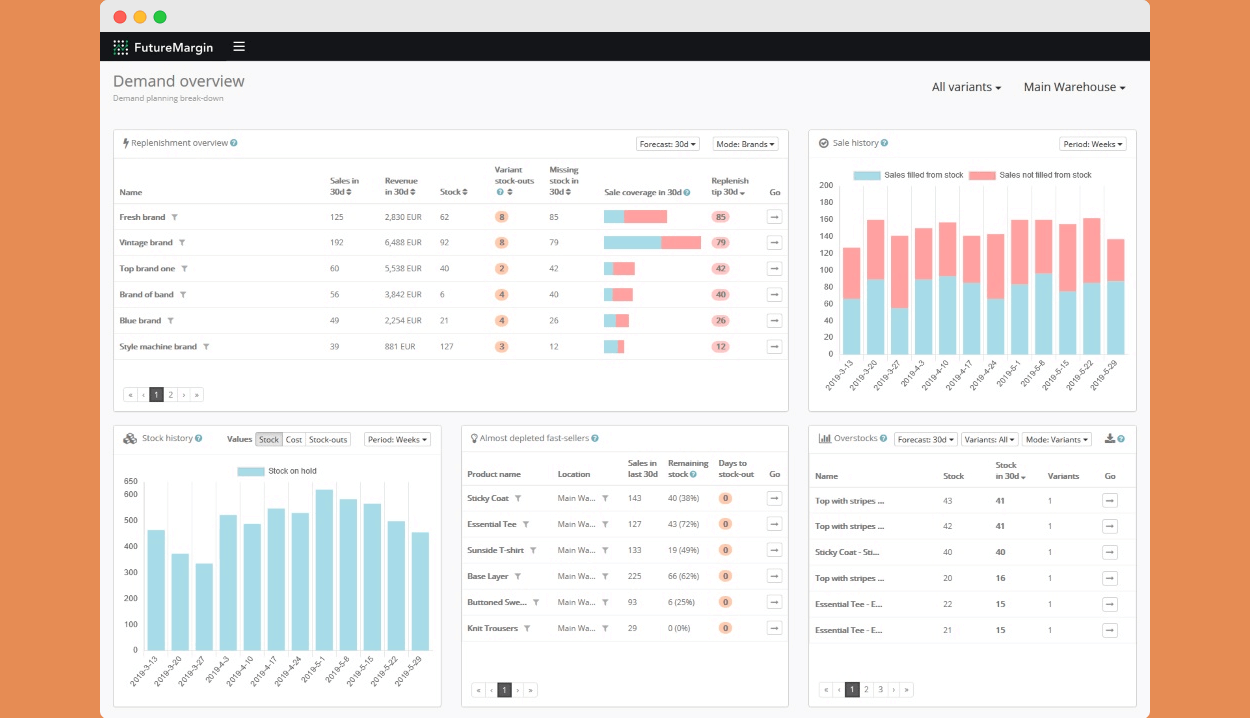 FutureMargin
Demand overview
Demand planning break-down
All variants
Main Warehouse
Replenishment overview ?
Forecast: 30d
Mode: Brands
Name
Sales in 30d
Revenue in 30d
Stock
Variant stock-outs ?
Missing stock in 30d
Sale coverage in 30d ?
Replenish tip 30d
Go
Fresh brand 125 2,830 EUR 62 8 85 85
Vintage brand 192 6,488 EUR 92 8 79 79
Top brand one 60 5,538 EUR 40 2 42 42
Brand of band 56 3,842 EUR 6 4 40 40
Blue brand 49 2,254 EUR 21 4 26 26
Style machine brand 39 881 EUR 127 3 12 12
« ‹ 1 2 › »
Sale history ?
Period: Weeks
Sales filled from stock
Sales not filled from stock
200
180
160
140
120
100
80
60
40
20
0
2019-3-13
2019-3-20
2019-3-27
2019-4-3
2019-4-10
2019-4-17
2019-4-24
2019-5-1
2019-5-8
2019-5-15
2019-5-22
2019-5-29
Stock history ?
Values
Stock
Cost
Stock-outs
Period: Weeks
Stock on hold
650
600
500
400
300
200
100
0
2019-3-13
2019-3-20
2019-3-27
2019-4-3
2019-4-10
2019-4-17
2019-4-24
2019-5-1
2019-5-8
2019-5-15
2019-5-22
2019-5-29
Almost depleted fast-sellers ?
Product name
Location
Sales in last 30d
Remaining stock ?
Days to stock-out
Go
Sticky Coat Main Wa... 143 40 (38%) 0
Essential Tee Main Wa... 127 43 (72%) 0
Sunside T-shirt Main Wa... 133 19 (49%) 0
Base Layer Main Wa... 225 66 (62%) 0
Buttoned Swe... Main Wa... 93 6 (25%) 0
Knit Trousers Main Wa... 29 0 (0%) 0
« ‹ 1 › »
Overstocks ?
Forecast: 30d
Variants: All
Mode: Variants
?
Name
Stock
Stock in 30d
Variants
Go
Top with stripes ... 43 41 1
Top with stripes ... 42 41 1
Sticky Coat - Sti... 40 40 1
Top with stripes ... 20 16 1
Essential Tee - E... 22 15 1
Essential Tee - E... 21 15 1
« ‹ 1 2 3 › »